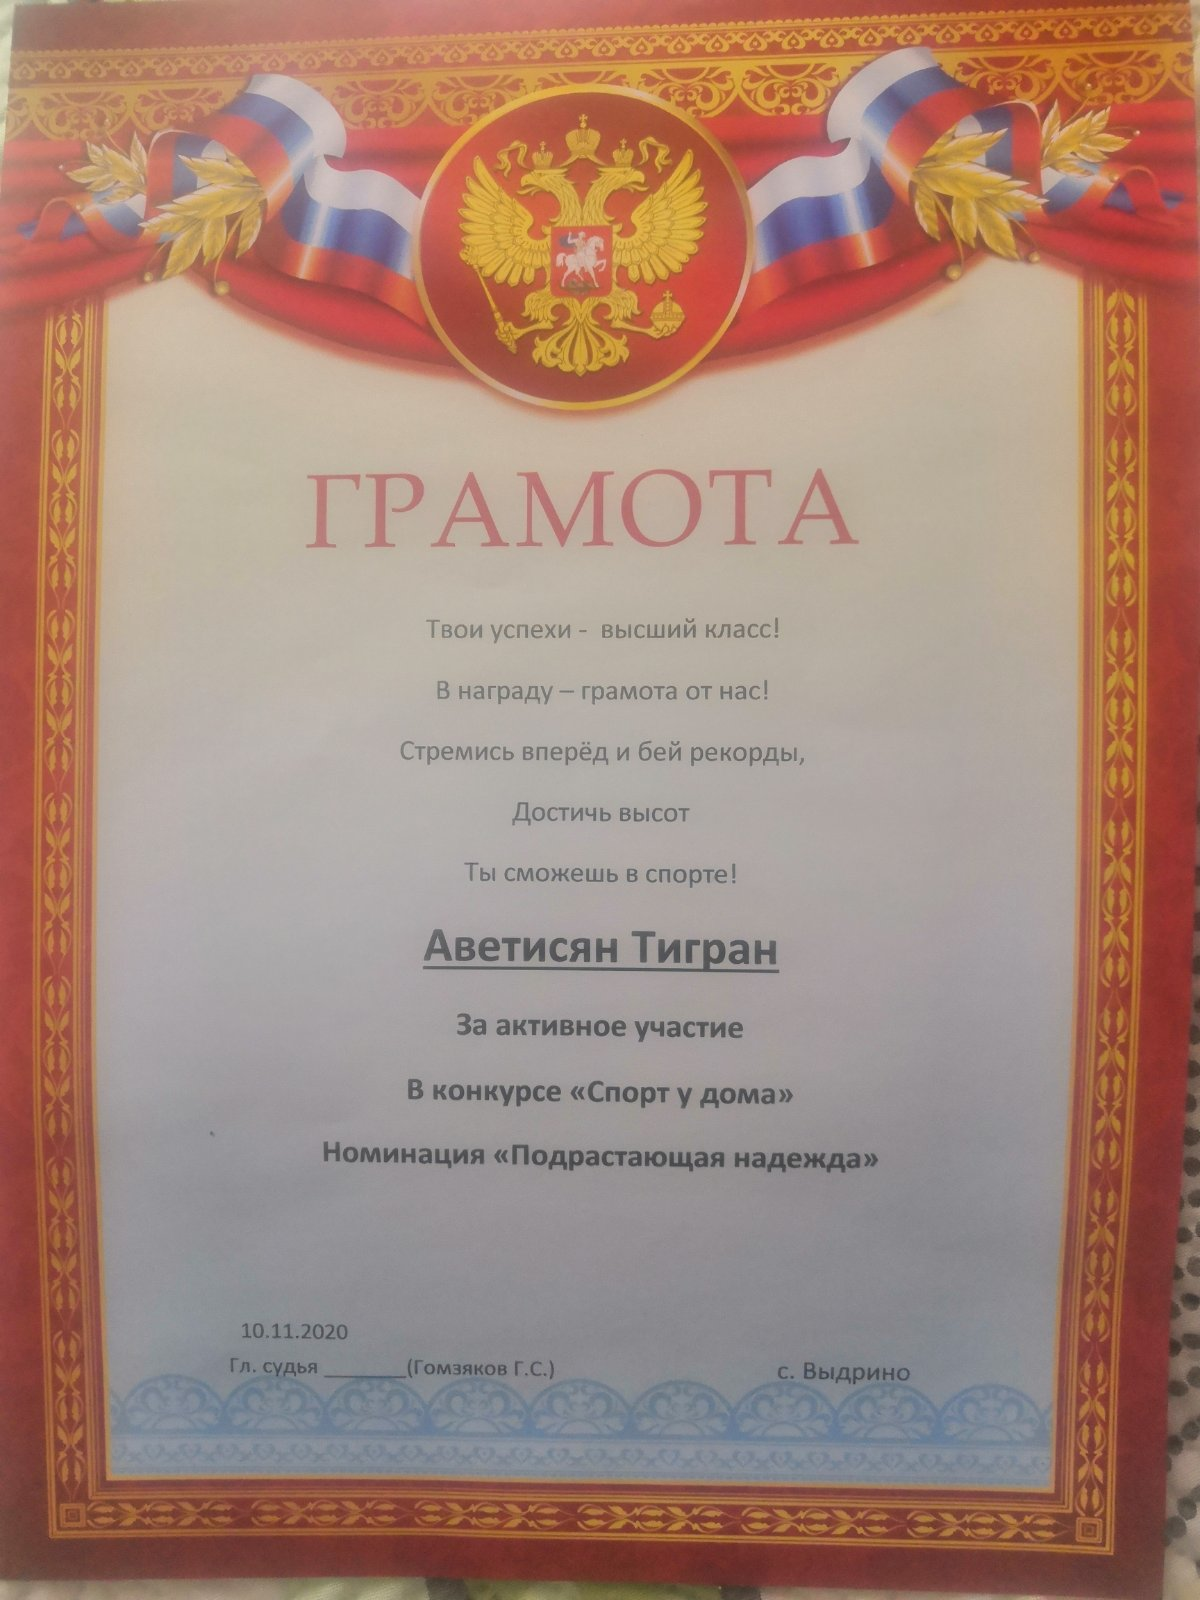 ГРАМОТА
Твои успехи - высший класс!
В награду – грамота от нас!
Стремись вперёд и бей рекорды,
Достичь высот
Ты сможешь в спорте!
Аветисян Тигран
За активное участие
В конкурсе «Спорт у дома»
Номинация «Подрастающая надежда»
10.11.2020
Гл. судья _______(Гомзяков Г.С.) с. Выдрино